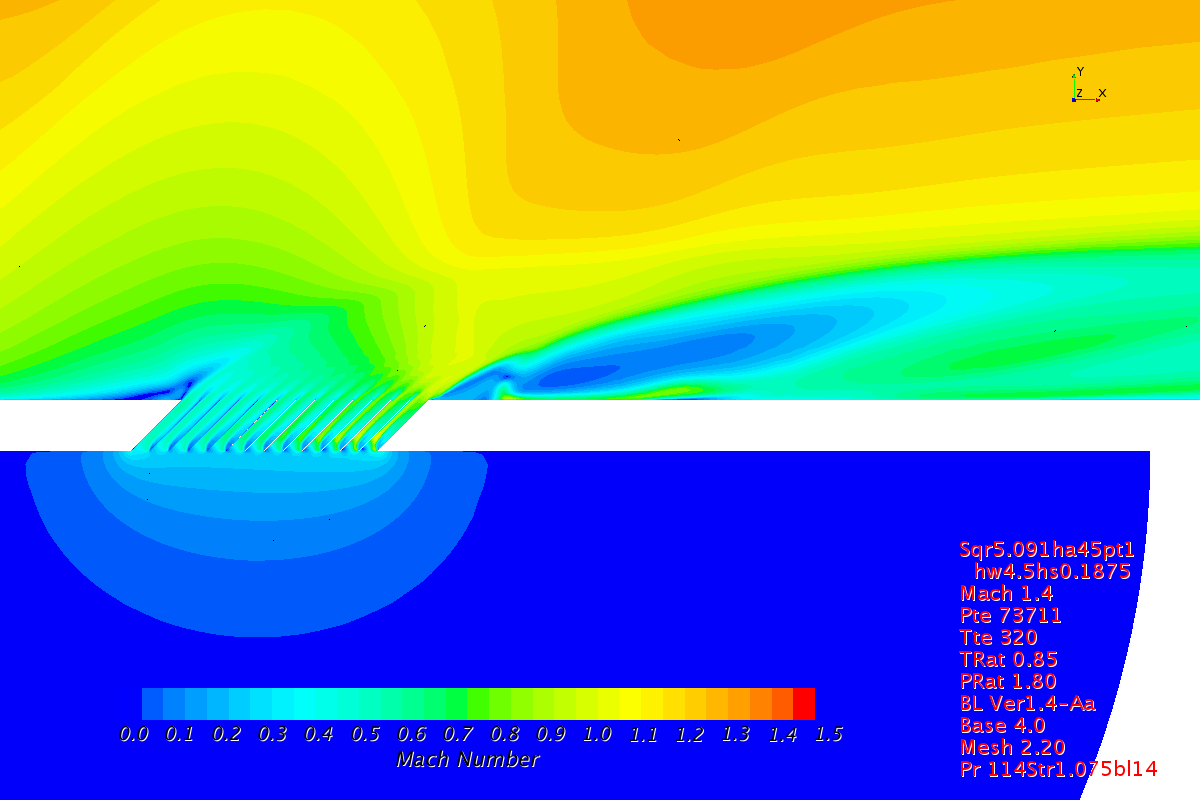 Y
Z X
Sqr5.091ha45pt1
hw4.5hs0.1875
Mach 1.4
Pte 73711
Tte 320
TRat 0.85
PRat 1.80
BL Ver1.4-Aa
Base 4.0
Mesh 2.20
Pr 114Str1.075bl14
0.0 0.1 0.2 0.3 0.4 0.5 0.6 0.7 0.8 0.9 1.0 1.1 1.2 1.3 1.4 1.5
Mach Number